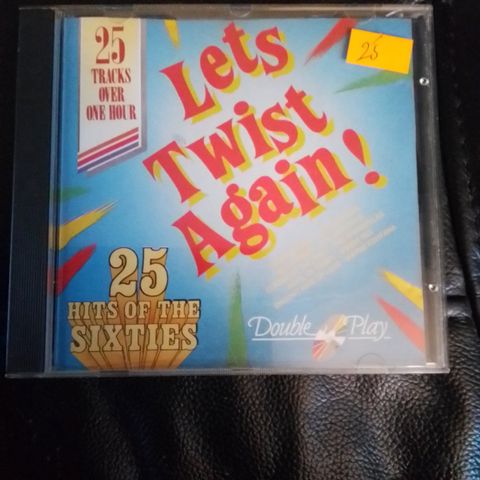 25
TRACKS
OVER
ONE HOUR
Lets
Twist
Again!
25
25
HITS OF THE
SIXTIES
Double Play